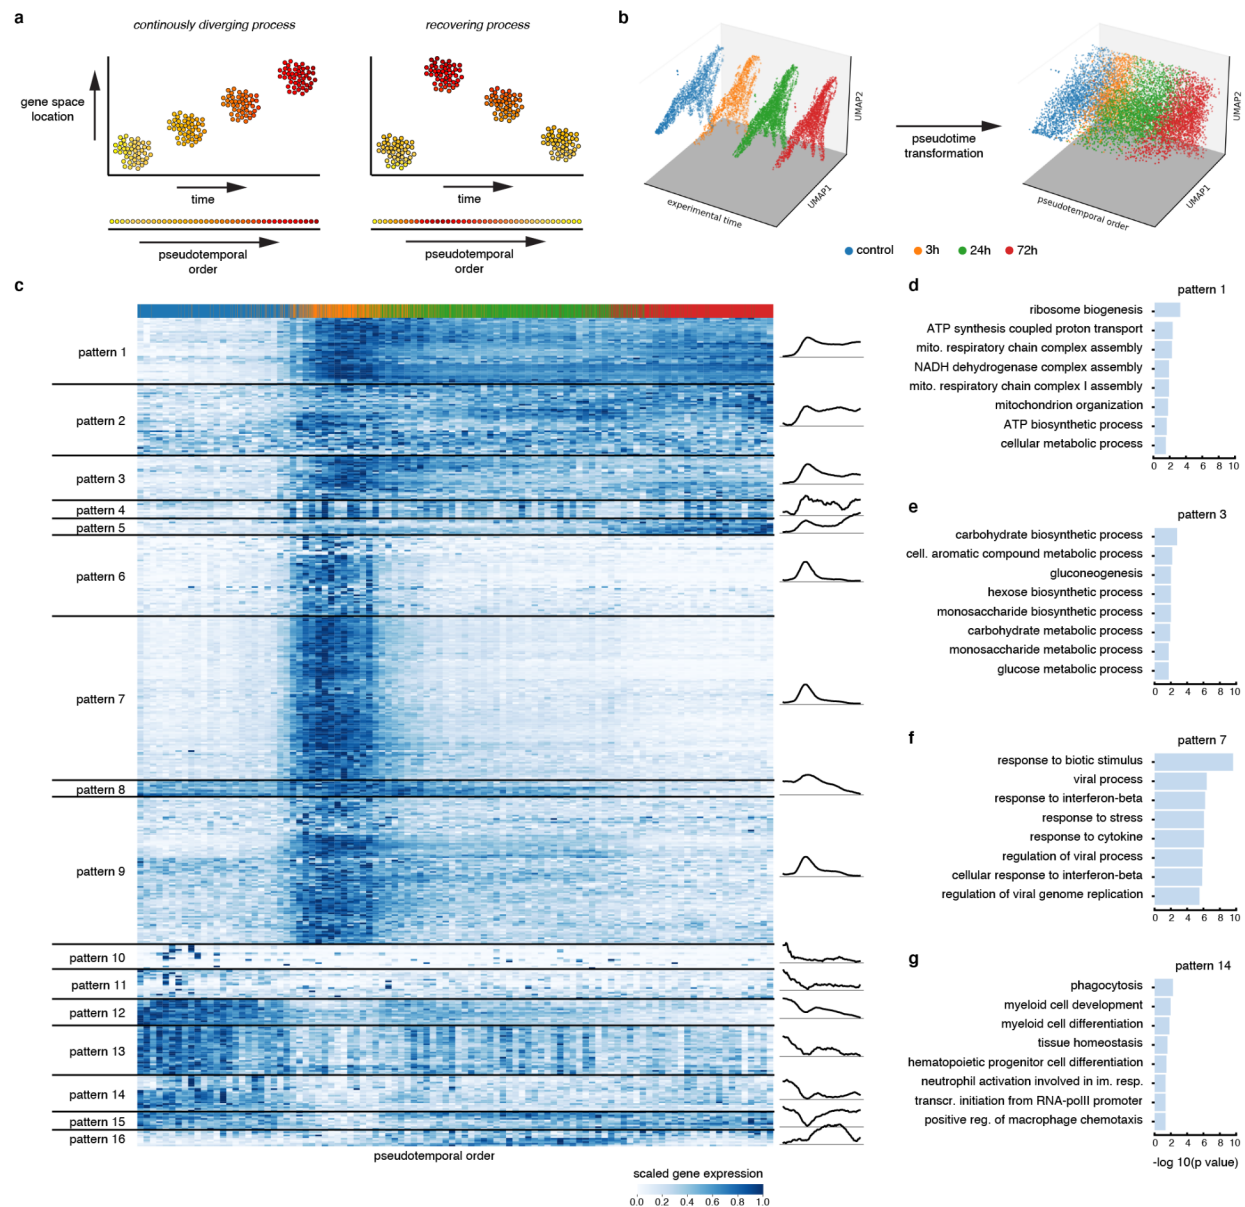 a
continously diverging process
recovering process
gene space
location
time
time
pseudotemporal
order
pseudotemporal
order
b
UMAP2
UMAP1
experimental time
pseudotime
transformation
UMAP2
UMAP1
pseudotemporal order
control
3h
24h
72h
c
pattern 1
pattern 2
pattern 3
pattern 4
pattern 5
pattern 6
pattern 7
pattern 8
pattern 9
pattern 10
pattern 11
pattern 12
pattern 13
pattern 14
pattern 15
pattern 16
pseudotemporal order
scaled gene expression
0.0 0.2 0.4 0.6 0.8 1.0
d
pattern 1
ribosome biogenesis
ATP synthesis coupled proton transport
mito. respiratory chain complex assembly
NADH dehydrogenase complex assembly
mito. respiratory chain complex I assembly
mitochondrion organization
ATP biosynthetic process
cellular metabolic process
0 2 4 6 8 10
e
pattern 3
carbohydrate biosynthetic process
cell. aromatic compound metabolic process
gluconeogenesis
hexose biosynthetic process
monosaccharide biosynthetic process
carbohydrate metabolic process
monosaccharide metabolic process
glucose metabolic process
0 2 4 6 8 10
f
pattern 7
response to biotic stimulus
viral process
response to interferon-beta
response to stress
response to cytokine
regulation of viral process
cellular response to interferon-beta
regulation of viral genome replication
0 2 4 6 8 10
g
pattern 14
phagocytosis
myeloid cell development
myeloid cell differentiation
tissue homeostasis
hematopoietic progenitor cell differentiation
neutrophil activation involved in im. resp.
transcr. initiation from RNA-polII promoter
positive reg. of macrophage chemotaxis
0 2 4 6 8 10
-log 10(p value)